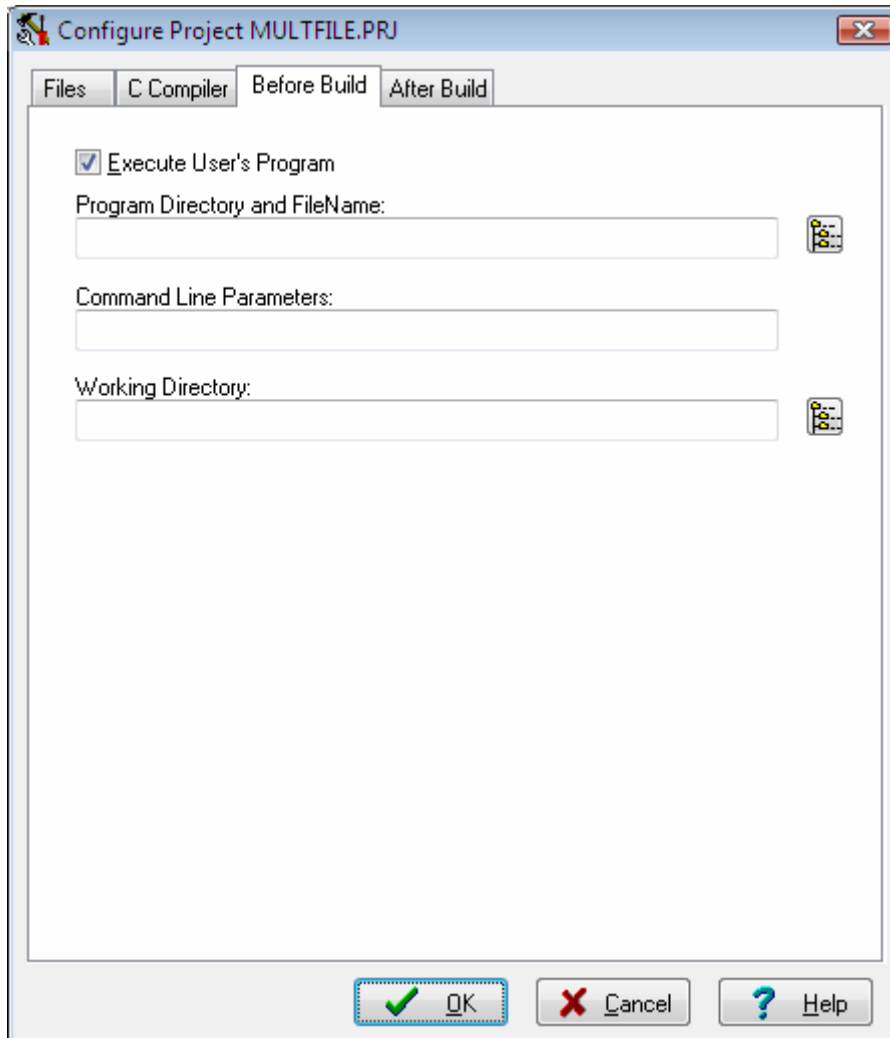 Configure Project MULTFILE.PRJ
Files C Compiler Before Build After Build
Execute User's Program
Program Directory and FileName:
Command Line Parameters:
Working Directory:
OK Cancel Help